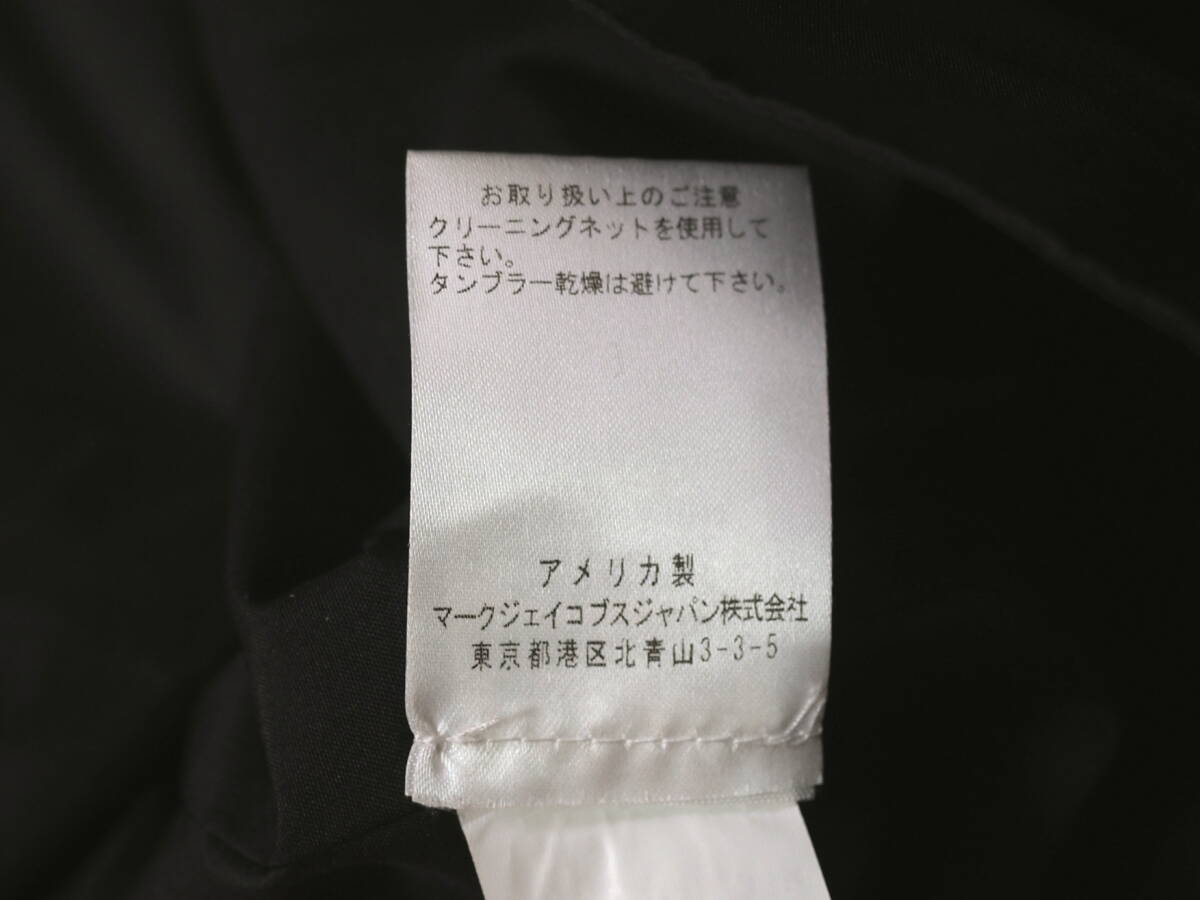 お取り扱い上のご注意
クリーニングネットを使用して
下さい。
タンブラー乾燥は避けて下さい。
アメリカ製
マークジェイコブスジャパン株式会社
東京都港区北青山3-3-5